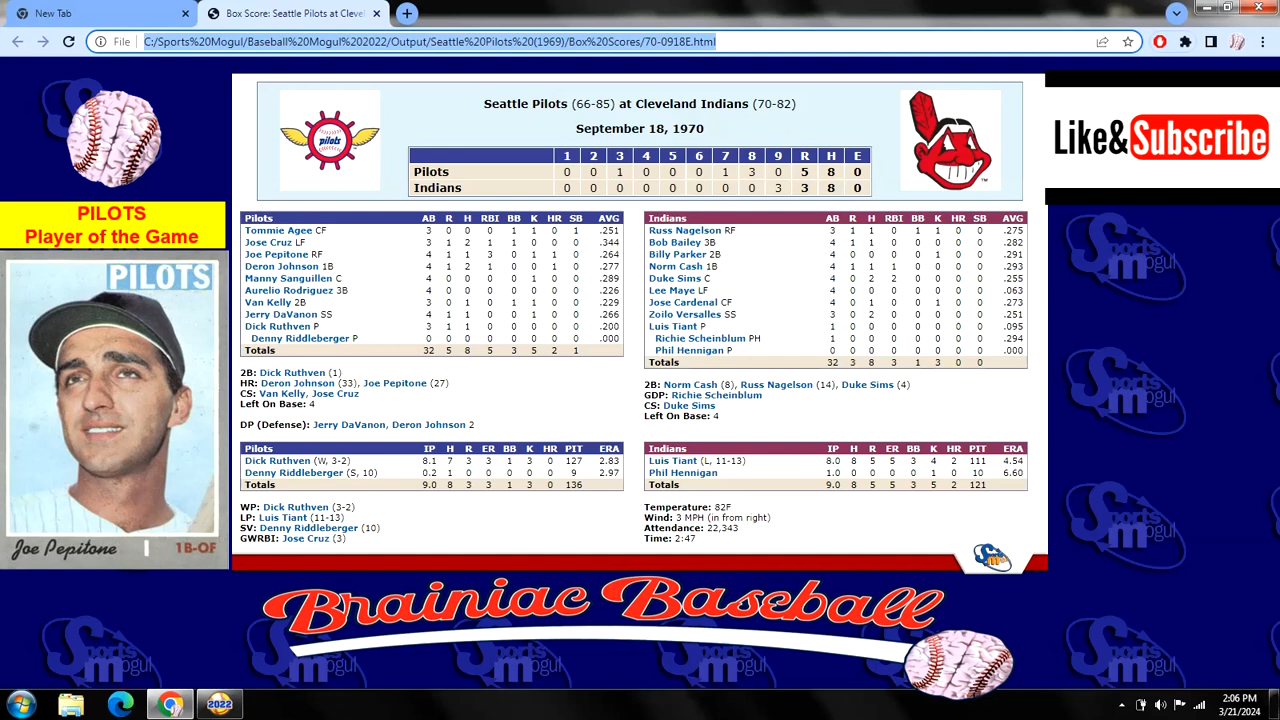 New Tab
Box Score: Seattle Pilots at Clevel
File
C:/Sports%20Mogul/Baseball%20Mogul%202022/Output/Seattle%20Pilots%20(1969)/Box%20Scores/70-0918E.html
Seattle Pilots (66-85) at Cleveland Indians (70-82)
September 18, 1970
pilots
1 2 3 4 5 6 7 8 9 R H E
Pilots 0 0 1 0 0 0 1 3 0 5 8 0
Indians 0 0 0 0 0 0 0 0 3 3 8 0
Like& Subscribe
PILOTS
Player of the Game
PILOTS
Joe Pepitone 1B-OF
Pilots AB R H RBI BB K HR SB AVG
Tommie Agee CF 3 0 0 0 1 1 0 1 .251
Jose Cruz LF 3 1 2 1 1 0 0 0 .344
Joe Pepitone RF 4 1 1 3 0 1 1 0 .264
Deron Johnson 1B 4 1 2 1 0 0 1 0 .277
Manny Sanguillen C 4 0 0 0 0 1 0 0 .289
Aurelio Rodriguez 3B 4 0 0 0 0 0 0 0 .226
Van Kelly 2B 3 0 1 0 1 1 0 0 .229
Jerry DaVanon SS 4 1 1 0 0 1 0 0 .266
Dick Ruthven P 3 1 1 0 0 0 0 0 .200
Denny Riddleberger P 0 0 0 0 0 0 0 0 .000
Totals 32 5 8 5 3 5 2 1
2B: Dick Ruthven (1)
HR: Deron Johnson (33), Joe Pepitone (27)
CS: Van Kelly, Jose Cruz
Left On Base: 4
DP (Defense): Jerry DaVanon, Deron Johnson 2
Indians AB R H RBI BB K HR SB AVG
Russ Nagelson RF 3 1 1 0 1 1 0 0 .275
Bob Bailey 3B 4 1 1 0 0 0 0 0 .282
Billy Parker 2B 4 0 0 0 0 1 0 0 .291
Norm Cash 1B 4 1 1 1 0 0 0 0 .293
Duke Sims C 4 0 2 2 0 0 0 0 .255
Lee Maye LF 4 0 0 0 0 0 0 0 .063
Jose Cardenal CF 4 0 1 0 0 1 0 0 .273
Zoilo Versalles SS 3 0 2 0 0 0 0 0 .251
Luis Tiant P 1 0 0 0 0 0 0 0 .095
Richie Scheinblum PH 1 0 0 0 0 0 0 0 .294
Phil Hennigan P 0 0 0 0 0 0 0 0 .000
Totals 32 3 8 3 1 3 0 0
2B: Norm Cash (8), Russ Nagelson (14), Duke Sims (4)
GDP: Richie Scheinblum
CS: Duke Sims
Left On Base: 4
Pilots IP H R ER BB K HR PIT ERA
Dick Ruthven (W, 3-2) 8.1 7 3 3 1 3 0 127 2.83
Denny Riddleberger (S, 10) 0.2 1 0 0 0 0 0 9 2.97
Totals 9.0 8 3 3 1 3 0 136
WP: Dick Ruthven (3-2)
LP: Luis Tiant (11-13)
SV: Denny Riddleberger (10)
GWRBI: Jose Cruz (3)
Indians IP H R ER BB K HR PIT ERA
Luis Tiant (L, 11-13) 8.0 8 5 5 3 4 2 111 4.54
Phil Hennigan 1.0 0 0 0 0 1 0 10 6.60
Totals 9.0 8 5 5 3 5 2 121
Temperature: 82F
Wind: 3 MPH (in from right)
Attendance: 22,343
Time: 2:47
Brainiac Baseball
Sports Mogul
2022
2:06 PM
3/21/2024